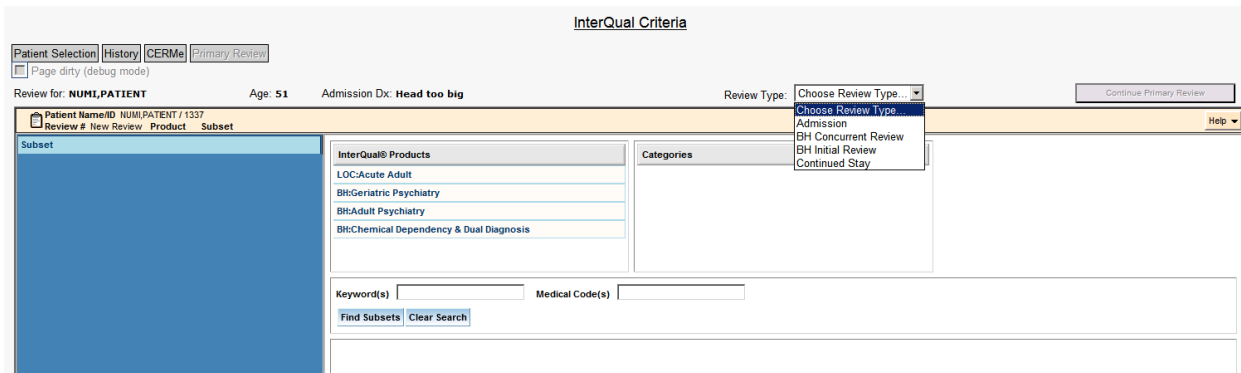 InterQual Criteria
Patient Selection History CERMe Primary Review
Page dirty (debug mode)
Review for: NUMI,PATIENT Age: 51 Admission Dx: Head too big Review Type: Choose Review Type... Continue Primary Review
Choose Review Type...
Admission
BH Concurrent Review
BH Initial Review
Continued Stay
Patient Name/ID NUMI,PATIENT / 1337
Review # New Review Product Subset
Help
Subset
InterQual® Products Categories
LOC:Acute Adult
BH:Geriatric Psychiatry
BH:Adult Psychiatry
BH:Chemical Dependency & Dual Diagnosis
Keyword(s) Medical Code(s)
Find Subsets Clear Search